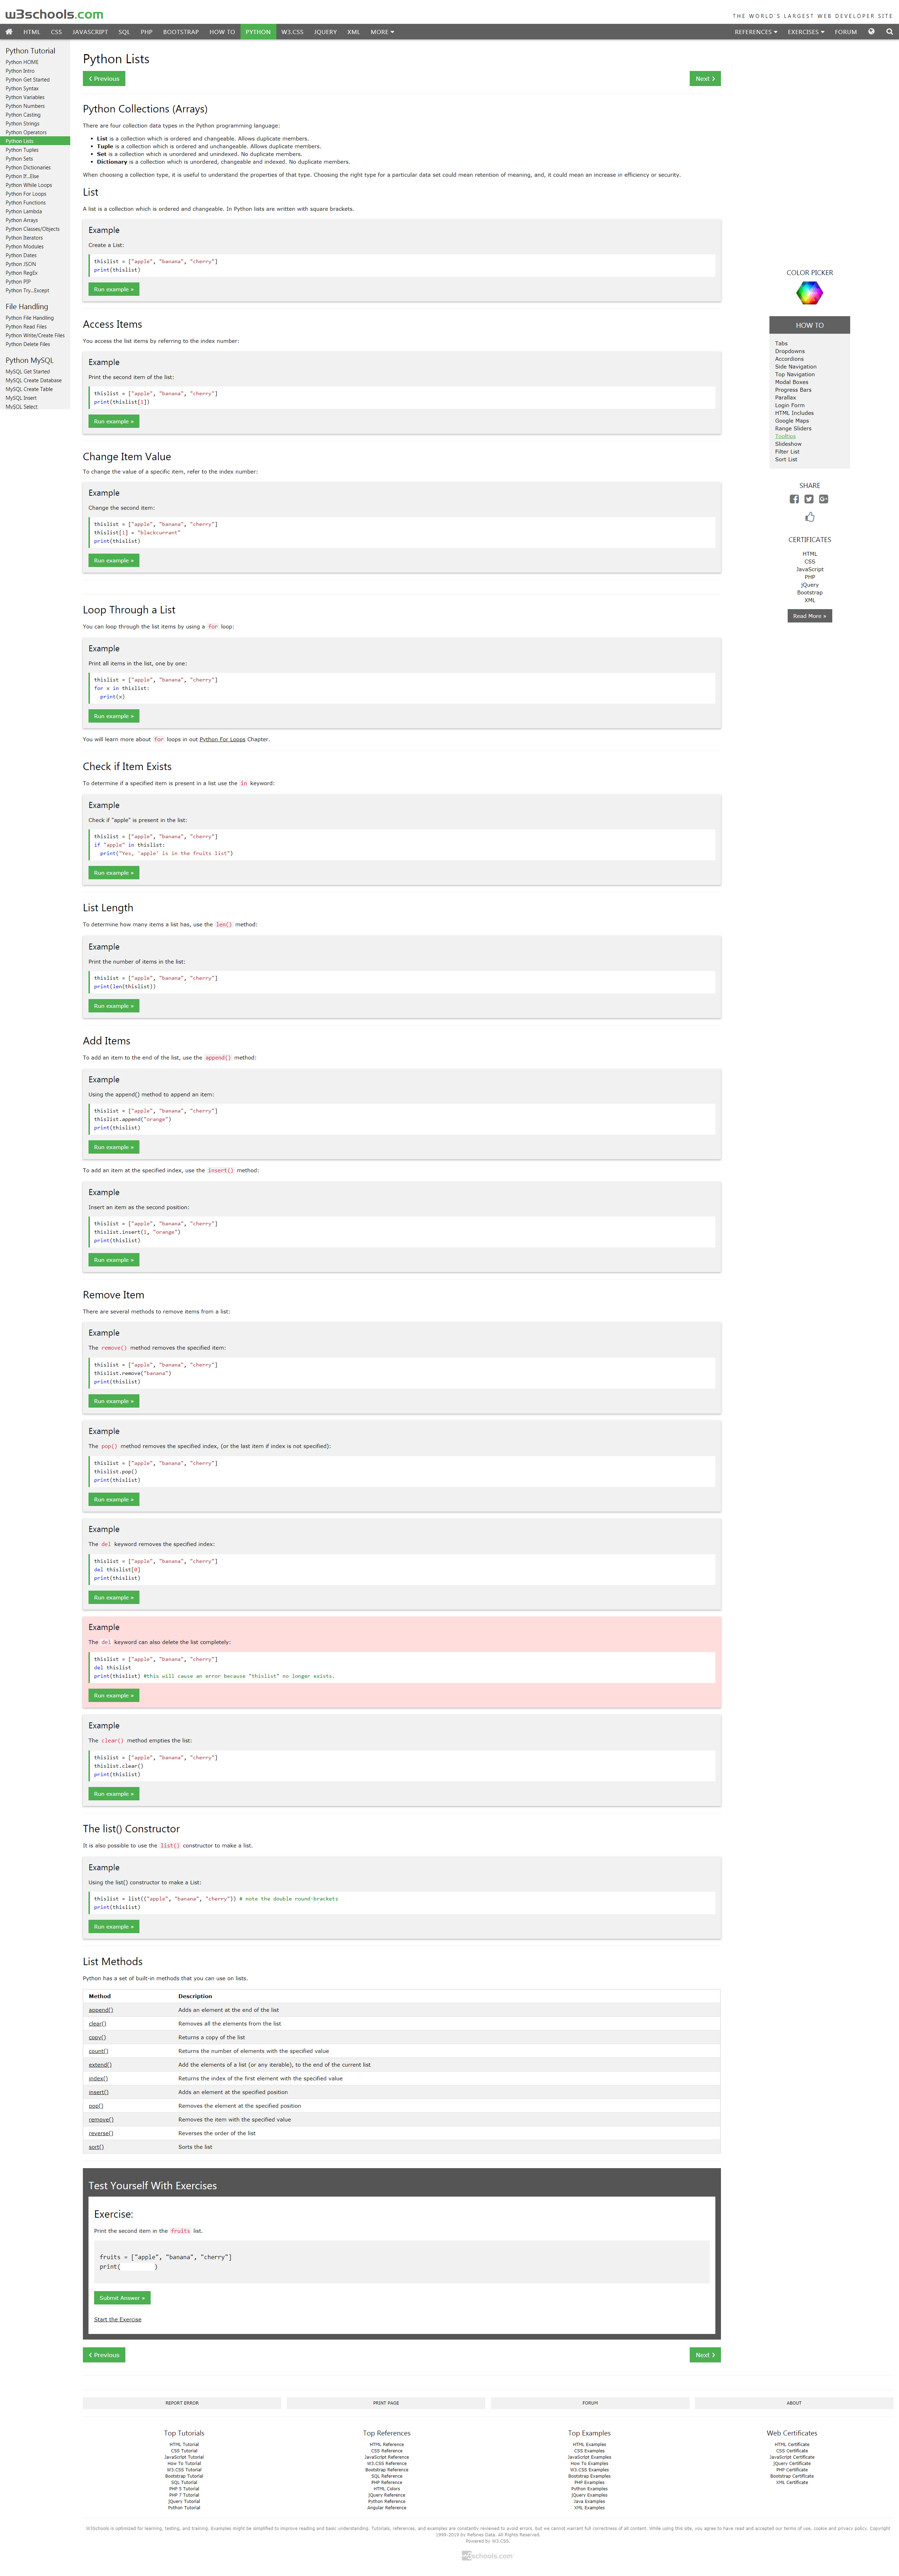 w3schools.com
THE WORLD'S LARGEST WEB DEVELOPER SITE
HTML CSS JAVASCRIPT SQL PHP BOOTSTRAP HOW TO PYTHON W3.CSS JQUERY XML MORE REFERENCES EXERCISES FORUM
Python Tutorial
Python HOME
Python Intro
Python Get Started
Python Syntax
Python Variables
Python Numbers
Python Casting
Python Strings
Python Operators
Python Lists
Python Tuples
Python Sets
Python Dictionaries
Python If...Else
Python While Loops
Python For Loops
Python Functions
Python Lambda
Python Arrays
Python Classes/Objects
Python Iterators
Python Modules
Python Dates
Python JSON
Python RegEx
Python PIP
Python Try...Except
File Handling
Python File Handling
Python Read Files
Python Write/Create Files
Python Delete Files
Python MySQL
MySQL Get Started
MySQL Create Database
MySQL Create Table
MySQL Insert
MySQL Select
Python Lists
❮ Previous
Next ❯
Python Collections (Arrays)
There are four collection data types in the Python programming language:
• List is a collection which is ordered and changeable. Allows duplicate members.
• Tuple is a collection which is ordered and unchangeable. Allows duplicate members.
• Set is a collection which is unordered and unindexed. No duplicate members.
• Dictionary is a collection which is unordered, changeable and indexed. No duplicate members.
When choosing a collection type, it is useful to understand the properties of that type. Choosing the right type for a particular data set could mean retention of meaning, and, it could mean an increase in efficiency or security.
List
A list is a collection which is ordered and changeable. In Python lists are written with square brackets.
Example
Create a List:
thislist = ["apple", "banana", "cherry"]
print(thislist)
Run example »
Access Items
You access the list items by referring to the index number:
Example
Print the second item of the list:
thislist = ["apple", "banana", "cherry"]
print(thislist[1])
Run example »
Change Item Value
To change the value of a specific item, refer to the index number:
Example
Change the second item:
thislist = ["apple", "banana", "cherry"]
thislist[1] = "blackcurrant"
print(thislist)
Run example »
Loop Through a List
You can loop through the list items by using a for loop:
Example
Print all items in the list, one by one:
thislist = ["apple", "banana", "cherry"]
for x in thislist:
print(x)
Run example »
You will learn more about for loops in out Python For Loops Chapter.
Check if Item Exists
To determine if a specified item is present in a list use the in keyword:
Example
Check if "apple" is present in the list:
thislist = ["apple", "banana", "cherry"]
if "apple" in thislist:
print("Yes, 'apple' is in the fruits list")
Run example »
List Length
To determine how many items a list has, use the len() method:
Example
Print the number of items in the list:
thislist = ["apple", "banana", "cherry"]
print(len(thislist))
Run example »
Add Items
To add an item to the end of the list, use the append() method:
Example
Using the append() method to append an item:
thislist = ["apple", "banana", "cherry"]
thislist.append("orange")
print(thislist)
Run example »
To add an item at the specified index, use the insert() method:
Example
Insert an item as the second position:
thislist = ["apple", "banana", "cherry"]
thislist.insert(1, "orange")
print(thislist)
Run example »
Remove Item
There are several methods to remove items from a list:
Example
The remove() method removes the specified item:
thislist = ["apple", "banana", "cherry"]
thislist.remove("banana")
print(thislist)
Run example »
Example
The pop() method removes the specified index, (or the last item if index is not specified):
thislist = ["apple", "banana", "cherry"]
thislist.pop()
print(thislist)
Run example »
Example
The del keyword removes the specified index:
thislist = ["apple", "banana", "cherry"]
del thislist[0]
print(thislist)
Run example »
Example
The del keyword can also delete the list completely:
thislist = ["apple", "banana", "cherry"]
del thislist
print(thislist) #this will cause an error because "thislist" no longer exists.
Run example »
Example
The clear() method empties the list:
thislist = ["apple", "banana", "cherry"]
thislist.clear()
print(thislist)
Run example »
The list() Constructor
It is also possible to use the list() constructor to make a list.
Example
Using the list() constructor to make a List:
thislist = list(("apple", "banana", "cherry")) # note the double round-brackets
print(thislist)
Run example »
List Methods
Python has a set of built-in methods that you can use on lists.
Method Description
append() Adds an element at the end of the list
clear() Removes all the elements from the list
copy() Returns a copy of the list
count() Returns the number of elements with the specified value
extend() Add the elements of a list (or any iterable), to the end of the current list
index() Returns the index of the first element with the specified value
insert() Adds an element at the specified position
pop() Removes the element at the specified position
remove() Removes the item with the specified value
reverse() Reverses the order of the list
sort() Sorts the list
Test Yourself With Exercises
Exercise:
Print the second item in the fruits list.
fruits = ["apple", "banana", "cherry"]
print( )
Submit Answer »
Start the Exercise
❮ Previous
Next ❯
COLOR PICKER
HOW TO
Tabs
Dropdowns
Accordions
Side Navigation
Top Navigation
Modal Boxes
Progress Bars
Parallax
Login Form
HTML Includes
Google Maps
Range Sliders
Tooltips
Slideshow
Filter List
Sort List
SHARE
CERTIFICATES
HTML
CSS
JavaScript
PHP
jQuery
Bootstrap
XML
Read More »
REPORT ERROR
PRINT PAGE
FORUM
ABOUT
Top Tutorials
HTML Tutorial
CSS Tutorial
JavaScript Tutorial
How To Tutorial
W3.CSS Tutorial
Bootstrap Tutorial
SQL Tutorial
PHP 5 Tutorial
PHP 7 Tutorial
jQuery Tutorial
Python Tutorial
Top References
HTML Reference
CSS Reference
JavaScript Reference
W3.CSS Reference
Bootstrap Reference
SQL Reference
PHP Reference
HTML Colors
jQuery Reference
Python Reference
Angular Reference
Top Examples
HTML Examples
CSS Examples
JavaScript Examples
How To Examples
W3.CSS Examples
Bootstrap Examples
PHP Examples
Python Examples
jQuery Examples
Java Examples
XML Examples
Web Certificates
HTML Certificate
CSS Certificate
JavaScript Certificate
jQuery Certificate
PHP Certificate
Bootstrap Certificate
XML Certificate
W3Schools is optimized for learning, testing, and training. Examples might be simplified to improve reading and basic understanding. Tutorials, references, and examples are constantly reviewed to avoid errors, but we cannot warrant full correctness of all content. While using this site, you agree to have read and accepted our terms of use, cookie and privacy policy. Copyright
1999-2019 by Refsnes Data. All Rights Reserved.
Powered by W3.CSS.
w3schools.com